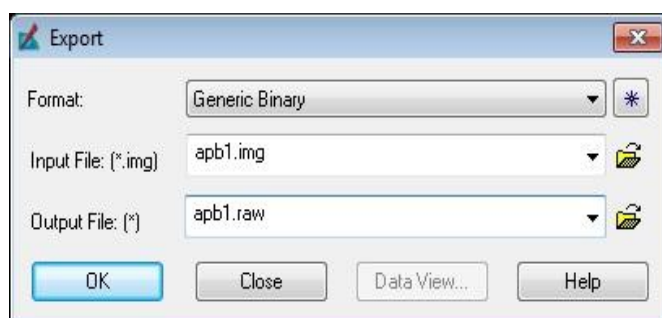 Export
Format: Generic Binary
Input File: (*.img) apb1.img
Output File: (*) apb1.raw
OK Close Data View... Help